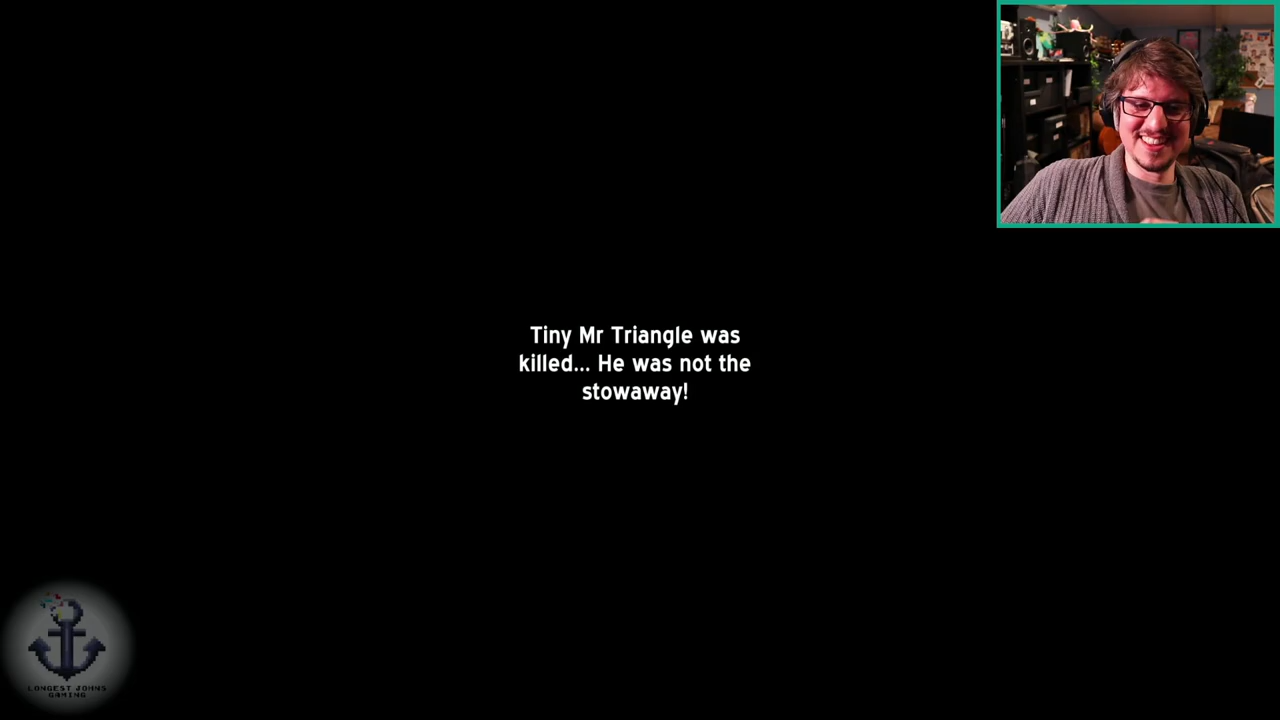 Tiny Mr Triangle was
killed... He was not the
stowaway!
LONGEST JOHNS
GAMING